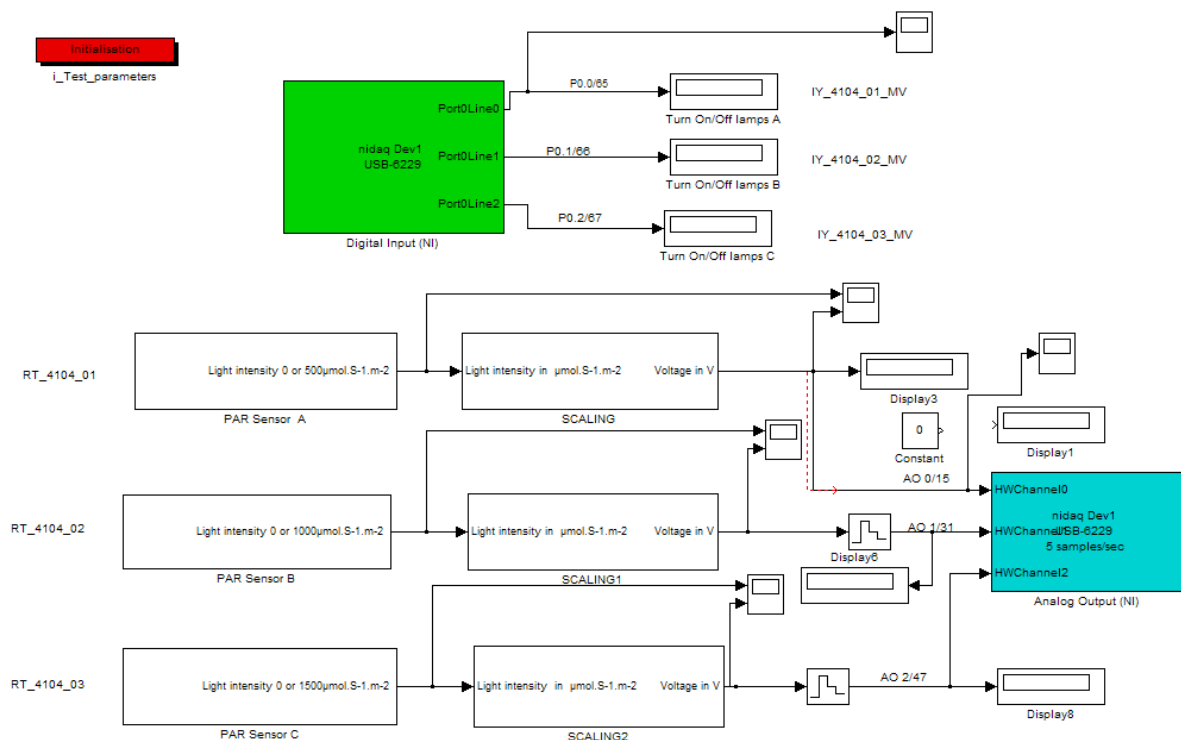 Initialisation
i_Test_parameters
Port0Line0
P0.0/65
Turn On/Off lamps A
IY_4104_01_MV
nidaq Dev1
USB-6229
Port0Line1
P0.1/66
Turn On/Off lamps B
IY_4104_02_MV
Port0Line2
P0.2/67
Turn On/Off lamps C
IY_4104_03_MV
Digital Input (NI)
RT_4104_01
Light intensity 0 or 500µmol.S-1.m-2
PAR Sensor A
Light intensity in µmol.S-1.m-2
Voltage in V
SCALING
Display3
0
Constant
Display1
AO 0/15
RT_4104_02
Light intensity 0 or 1000µmol.S-1.m-2
PAR Sensor B
Light intensity in µmol.S-1.m-2
Voltage in V
SCALING1
Display6
AO 1/31
HWChannel0
nidaq Dev1
HWChannel1
USB-6229
5 samples/sec
HWChannel2
Analog Output (NI)
RT_4104_03
Light intensity 0 or 1500µmol.S-1.m-2
PAR Sensor C
Light intensity in µmol.S-1.m-2
Voltage in V
SCALING2
AO 2/47
Display8